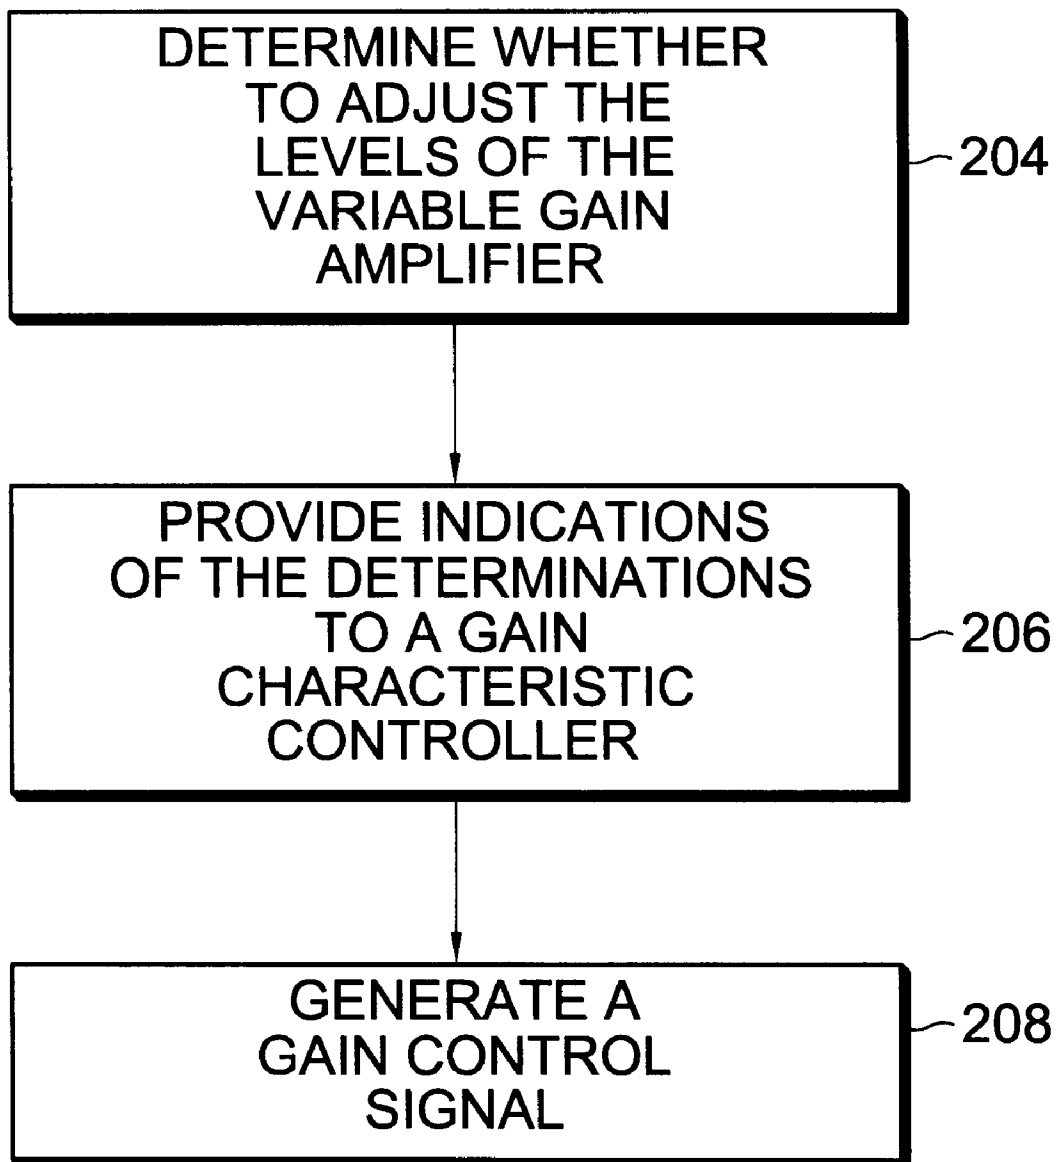 DETERMINE WHETHER
TO ADJUST THE
LEVELS OF THE
VARIABLE GAIN
AMPLIFIER
204
PROVIDE INDICATIONS
OF THE DETERMINATIONS
TO A GAIN
CHARACTERISTIC
CONTROLLER
206
GENERATE A
GAIN CONTROL
SIGNAL
208